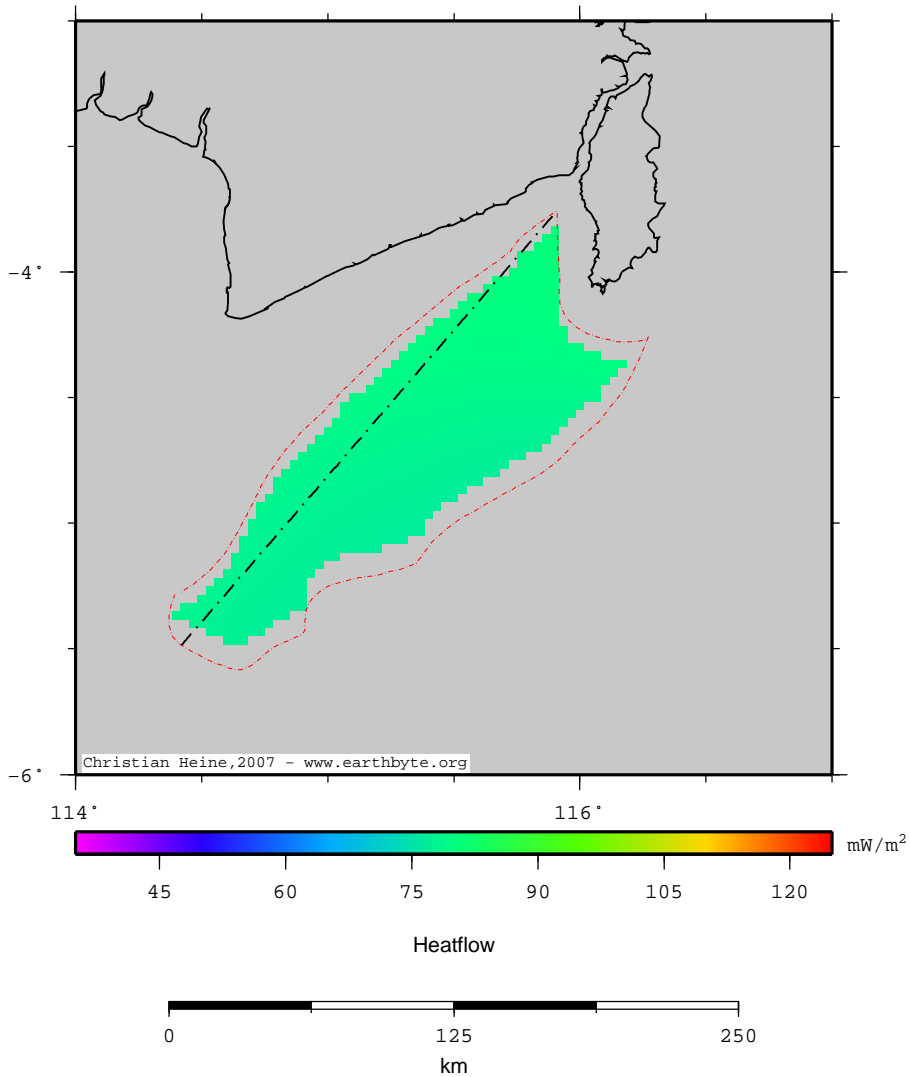 -4°
Christian Heine,2007 - www.earthbyte.org
-6°
114° 116°
mW/m²
45 60 75 90 105 120
Heatflow
0 125 250
km